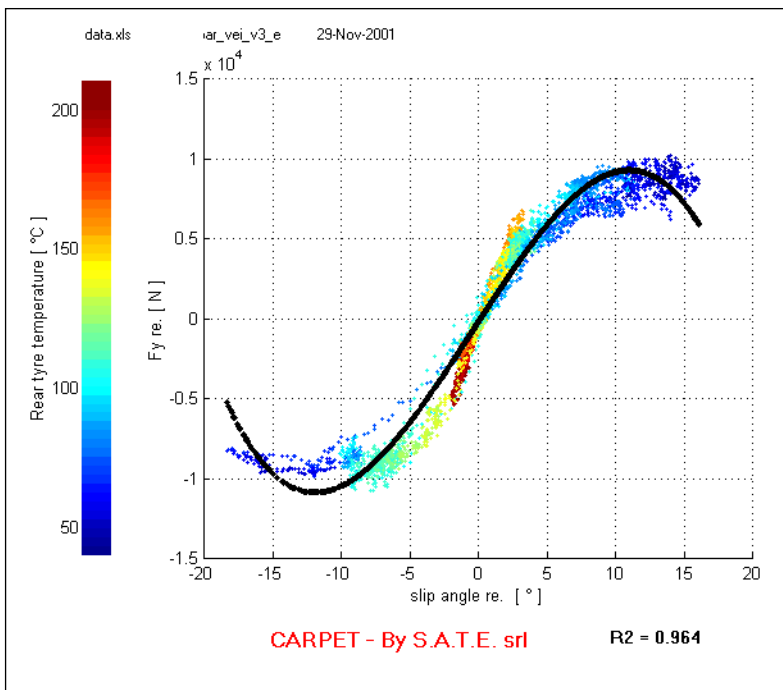 data.xls ar_vei_v3_e 29-Nov-2001
x 10^4
1.5
1
0.5
0
-0.5
-1
-1.5
Fy re. [ N ]
-20 -15 -10 -5 0 5 10 15 20
slip angle re. [ ° ]
200
150
100
50
Rear tyre temperature [ °C ]
CARPET - By S.A.T.E. srl R2 = 0.964